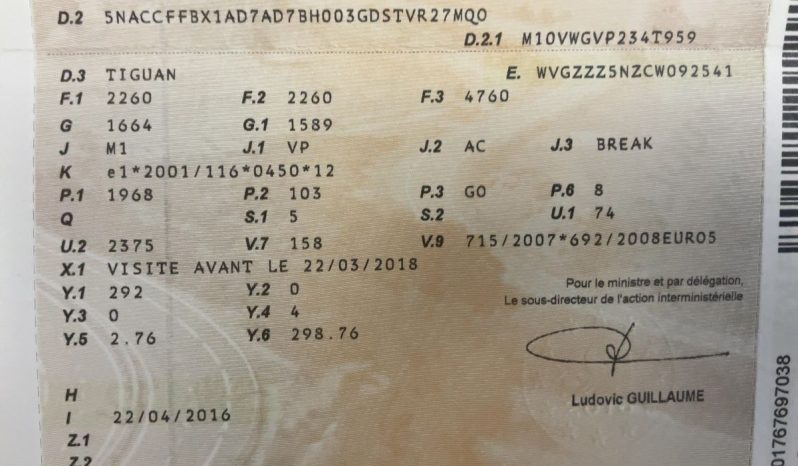 D.2 5NACCFFBX1AD7AD7BH003GDSTVR27MQ0
D.2.1 M10VWGVP234T959
D.3 TIGUAN E. WVGZZZ5NZCW092541
F.1 2260 F.2 2260 F.3 4760
G 1664 G.1 1589
J M1 J.1 VP J.2 AC J.3 BREAK
K e1*2001/116*0450*12
P.1 1968 P.2 103 P.3 GO P.6 8
Q S.1 5 S.2 U.1 74
U.2 2375 V.7 158 V.9 715/2007*692/2008EURO5
X.1 VISITE AVANT LE 22/03/2018
Y.1 292 Y.2 0
Y.3 0 Y.4 4
Y.5 2.76 Y.6 298.76
Pour le ministre et par délégation,
Le sous-directeur de l'action interministérielle
Ludovic GUILLAUME
H
I 22/04/2016
Z.1
Z.2
01767697038